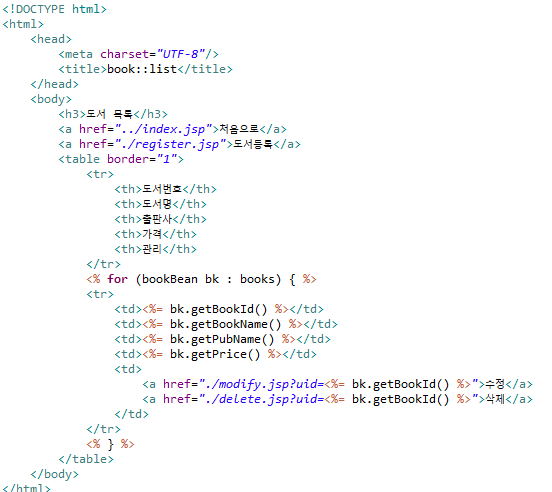 <!DOCTYPE html>
<html>
    <head>
        <meta charset="UTF-8"/>
        <title>book::list</title>
    </head>
    <body>
        <h3>도서 목록</h3>
        <a href="../index.jsp">처음으로</a>
        <a href="./register.jsp">도서등록</a>
        <table border="1">
            <tr>
                <th>도서번호</th>
                <th>도서명</th>
                <th>출판사</th>
                <th>가격</th>
                <th>관리</th>
            </tr>
            <% for (bookBean bk : books) { %>
            <tr>
                <td><%= bk.getBookId() %></td>
                <td><%= bk.getBookName() %></td>
                <td><%= bk.getPubName() %></td>
                <td><%= bk.getPrice() %></td>
                <td>
                    <a href="./modify.jsp?uid=<%= bk.getBookId() %>">수정</a>
                    <a href="./delete.jsp?uid=<%= bk.getBookId() %>">삭제</a>
                </td>
            </tr>
            <% } %>
        </table>
    </body>
</html>